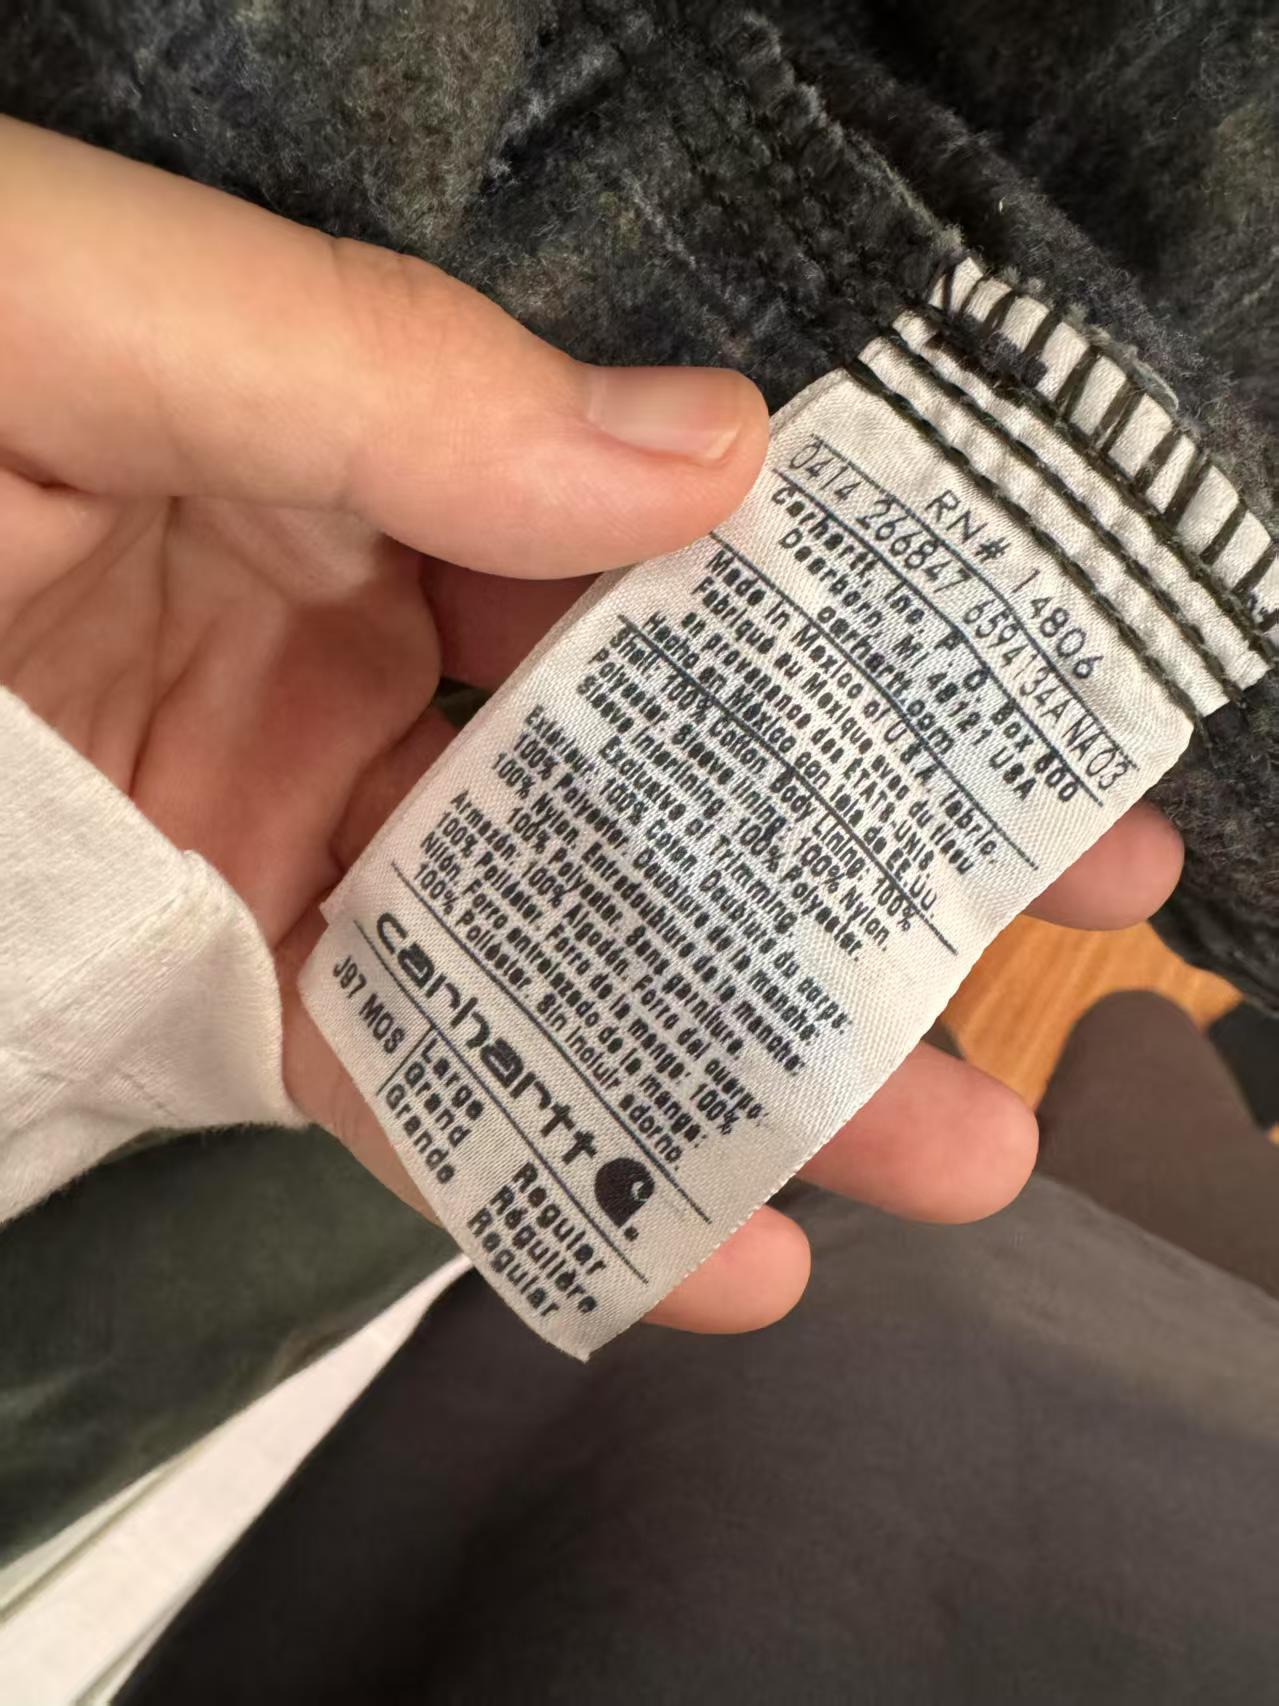 RN# 14806
0414 266847 6594134A NA 03
Carhartt, Inc. P. O. Box 600
Dearborn, MI 48121 USA
carhartt.com
Made in Mexico of U S A fabric.
Fabriqué au Mexique avec du tissu
en provenance des ETATS-UNIS
Hecho en México con tela de EE.UU.
Shell: 100% Cotton. Body Lining: 100%
Polyester. Sleeve Lining: 100% Nylon.
Sleeve Interlining: 100% Polyester.
Exclusive of Trimming
Extérieur: 100% Coton. Doublure du corps:
100% Polyester. Doublure de la manche:
100% Nylon. Entredoublure de la manche:
100% Polyester. Sans garniture.
Armazón: 100% Algodón. Forro del cuerpo:
100% Poliéster. Forro de la manga: 100%
Nilón. Forro entrelazado de la manga:
100% Poliéster. Sin incluir adorno.
carhartt
J97 MOS
Large Regular
Grand Régulière
Grande Regular